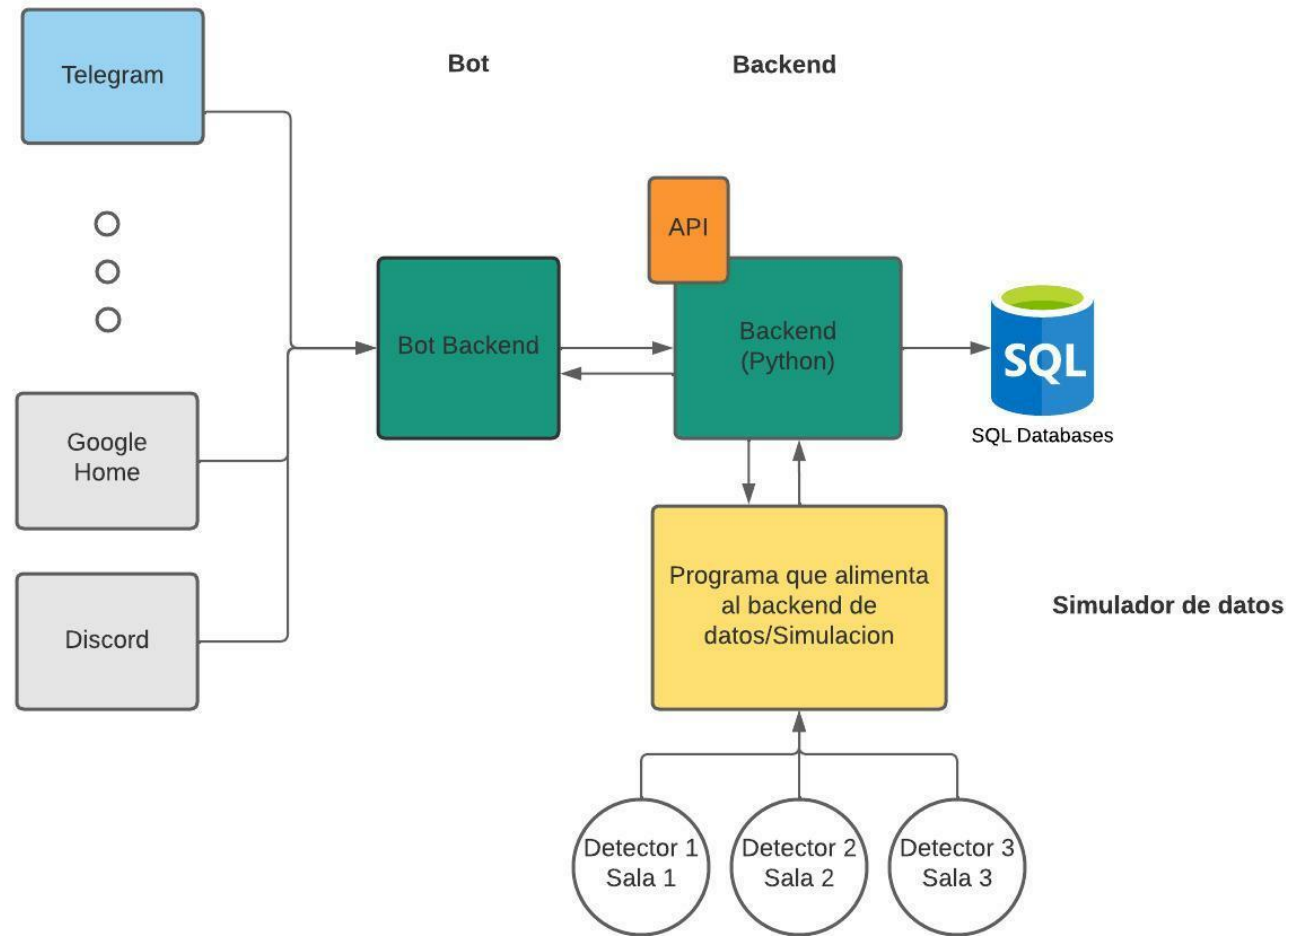 Telegram
Bot
Backend
API
Bot Backend
Backend
(Python)
SQL
SQL Databases
Google
Home
Discord
Programa que alimenta
al backend de
datos/Simulacion
Simulador de datos
Detector 1
Sala 1
Detector 2
Sala 2
Detector 3
Sala 3